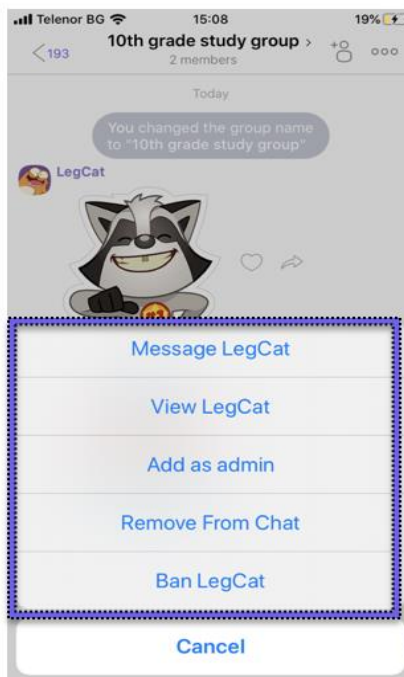 Telenor BG 15:08 19%
193 10th grade study group >
2 members
Today
You changed the group name
to "10th grade study group"
LegCat
Message LegCat
View LegCat
Add as admin
Remove From Chat
Ban LegCat
Cancel